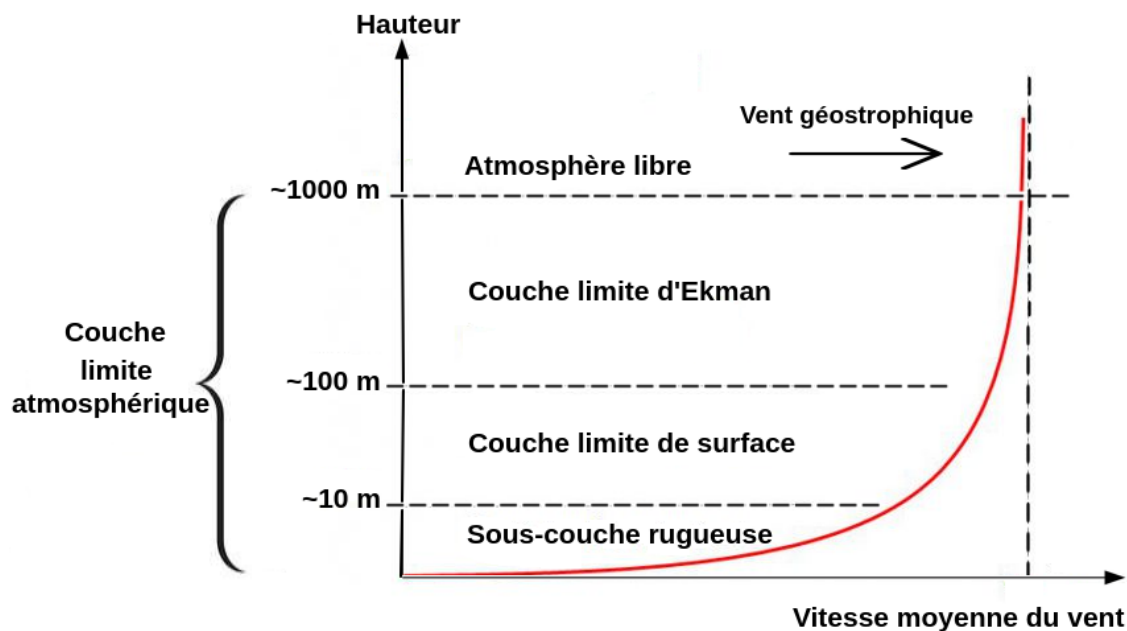 Hauteur
Vent géostrophique
Atmosphère libre
~1000 m
Couche limite d'Ekman
Couche
limite
atmosphérique
~100 m
Couche limite de surface
~10 m
Sous-couche rugueuse
Vitesse moyenne du vent